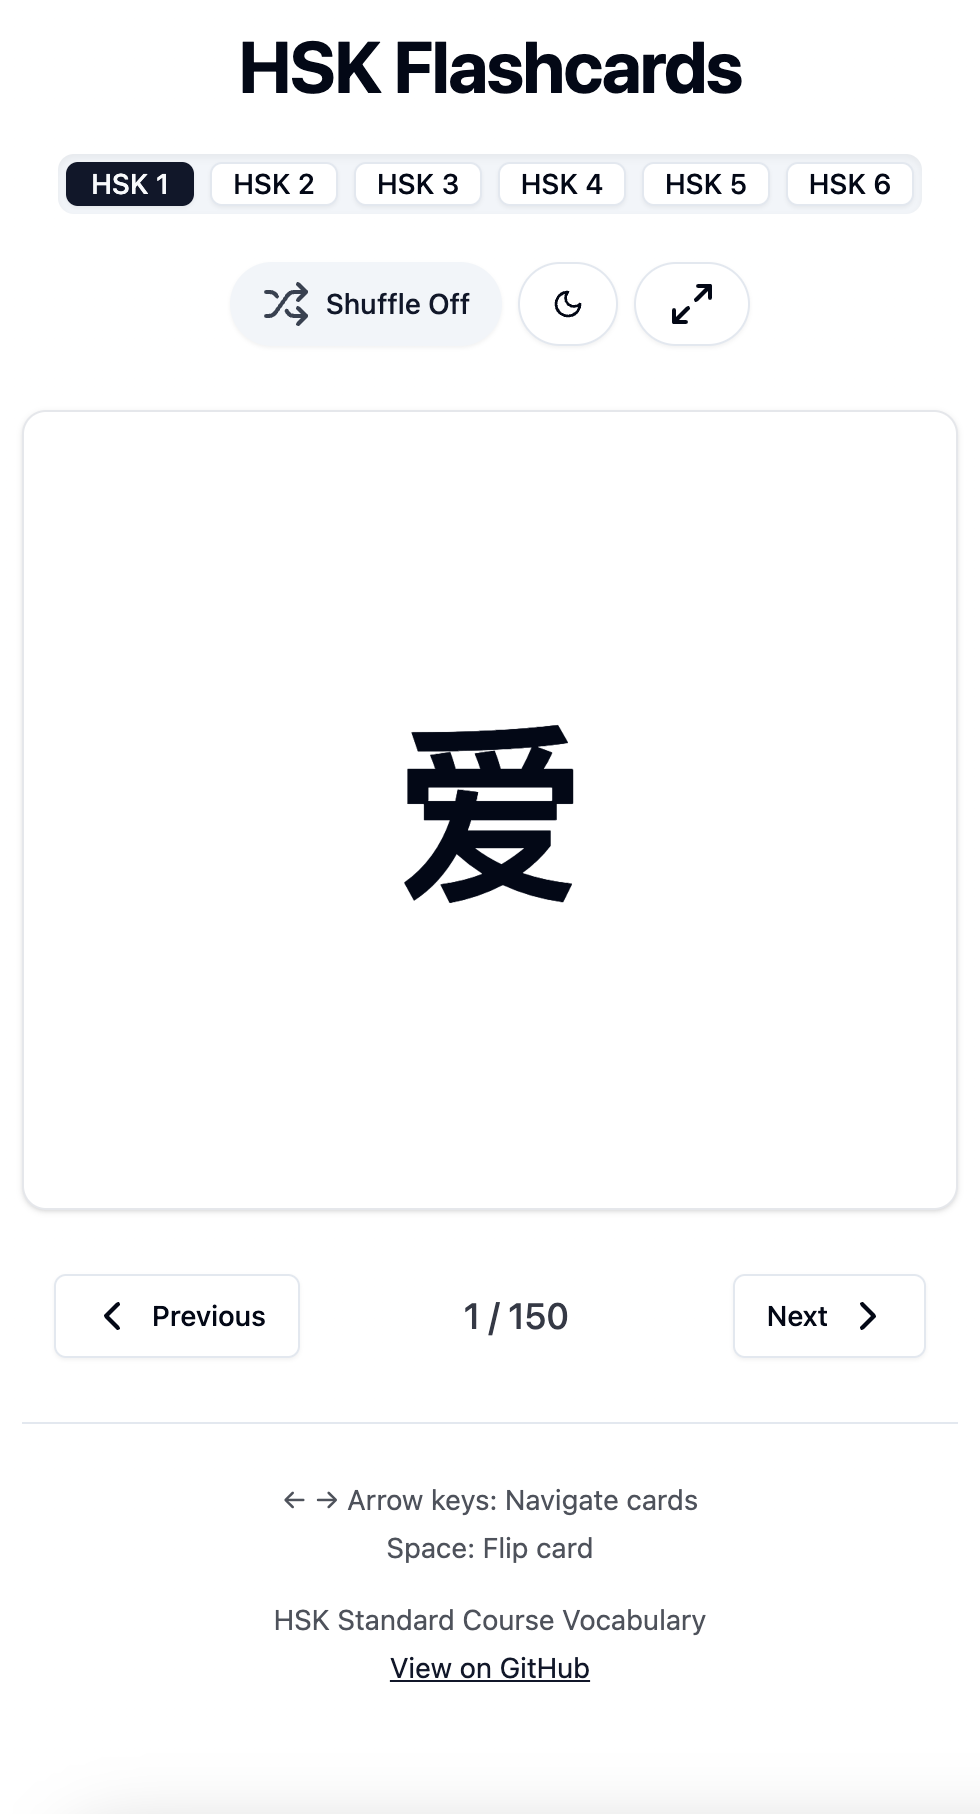 HSK Flashcards
HSK 1 HSK 2 HSK 3 HSK 4 HSK 5 HSK 6
Shuffle Off
爱
Previous 1 / 150 Next
← → Arrow keys: Navigate cards
Space: Flip card
HSK Standard Course Vocabulary
View on GitHub